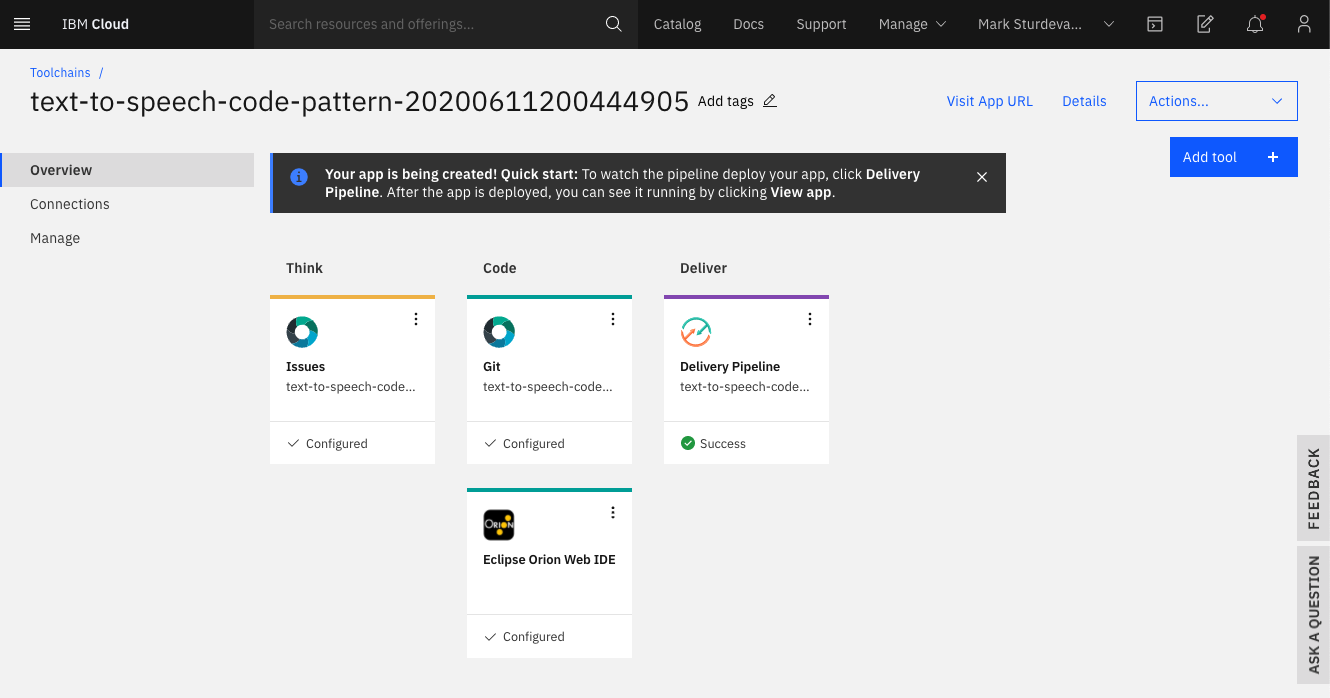 IBM Cloud
Search resources and offerings...
Catalog
Docs
Support
Manage
Mark Sturdeva...
Toolchains /
text-to-speech-code-pattern-20200611200444905
Add tags
Visit App URL
Details
Actions...
Add tool +
Overview
Connections
Manage
Your app is being created! Quick start: To watch the pipeline deploy your app, click Delivery
Pipeline. After the app is deployed, you can see it running by clicking View app.
Think
Code
Deliver
Issues
text-to-speech-code...
Configured
Git
text-to-speech-code...
Configured
Delivery Pipeline
text-to-speech-code...
Success
ORION
Eclipse Orion Web IDE
Configured
FEEDBACK
ASK A QUESTION